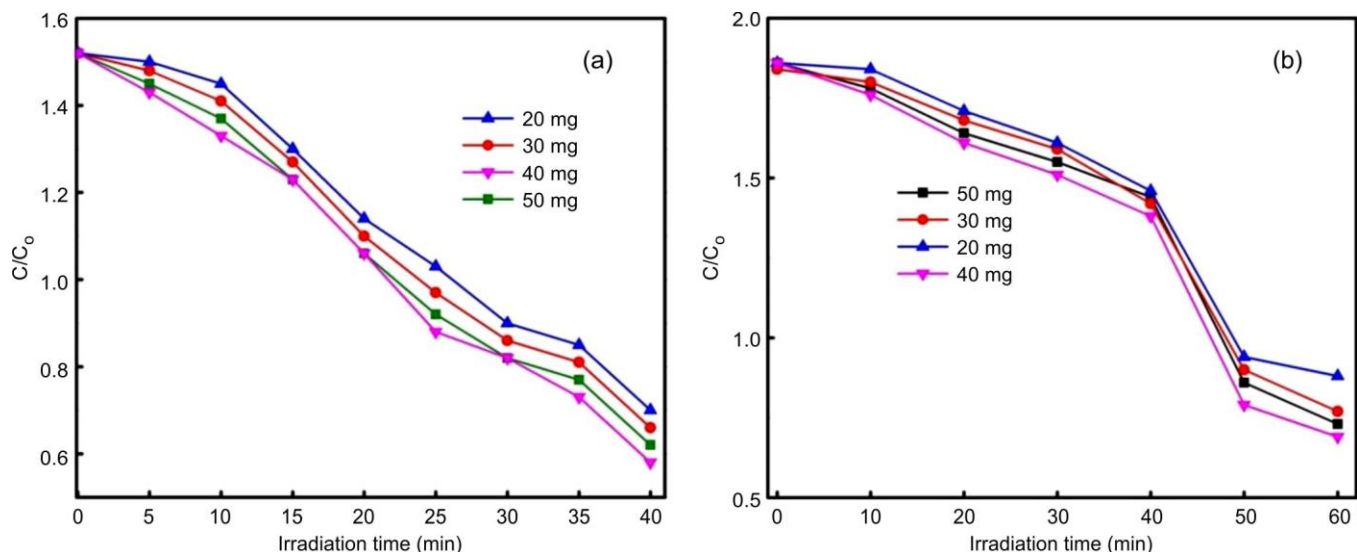 (a)
1.6
1.4
1.2
1.0
0.8
0.6
C/Co
20 mg
30 mg
40 mg
50 mg
0 5 10 15 20 25 30 35 40
Irradiation time (min)
(b)
2.0
1.5
1.0
0.5
C/Co
50 mg
30 mg
20 mg
40 mg
0 10 20 30 40 50 60
Irradiation time (min)